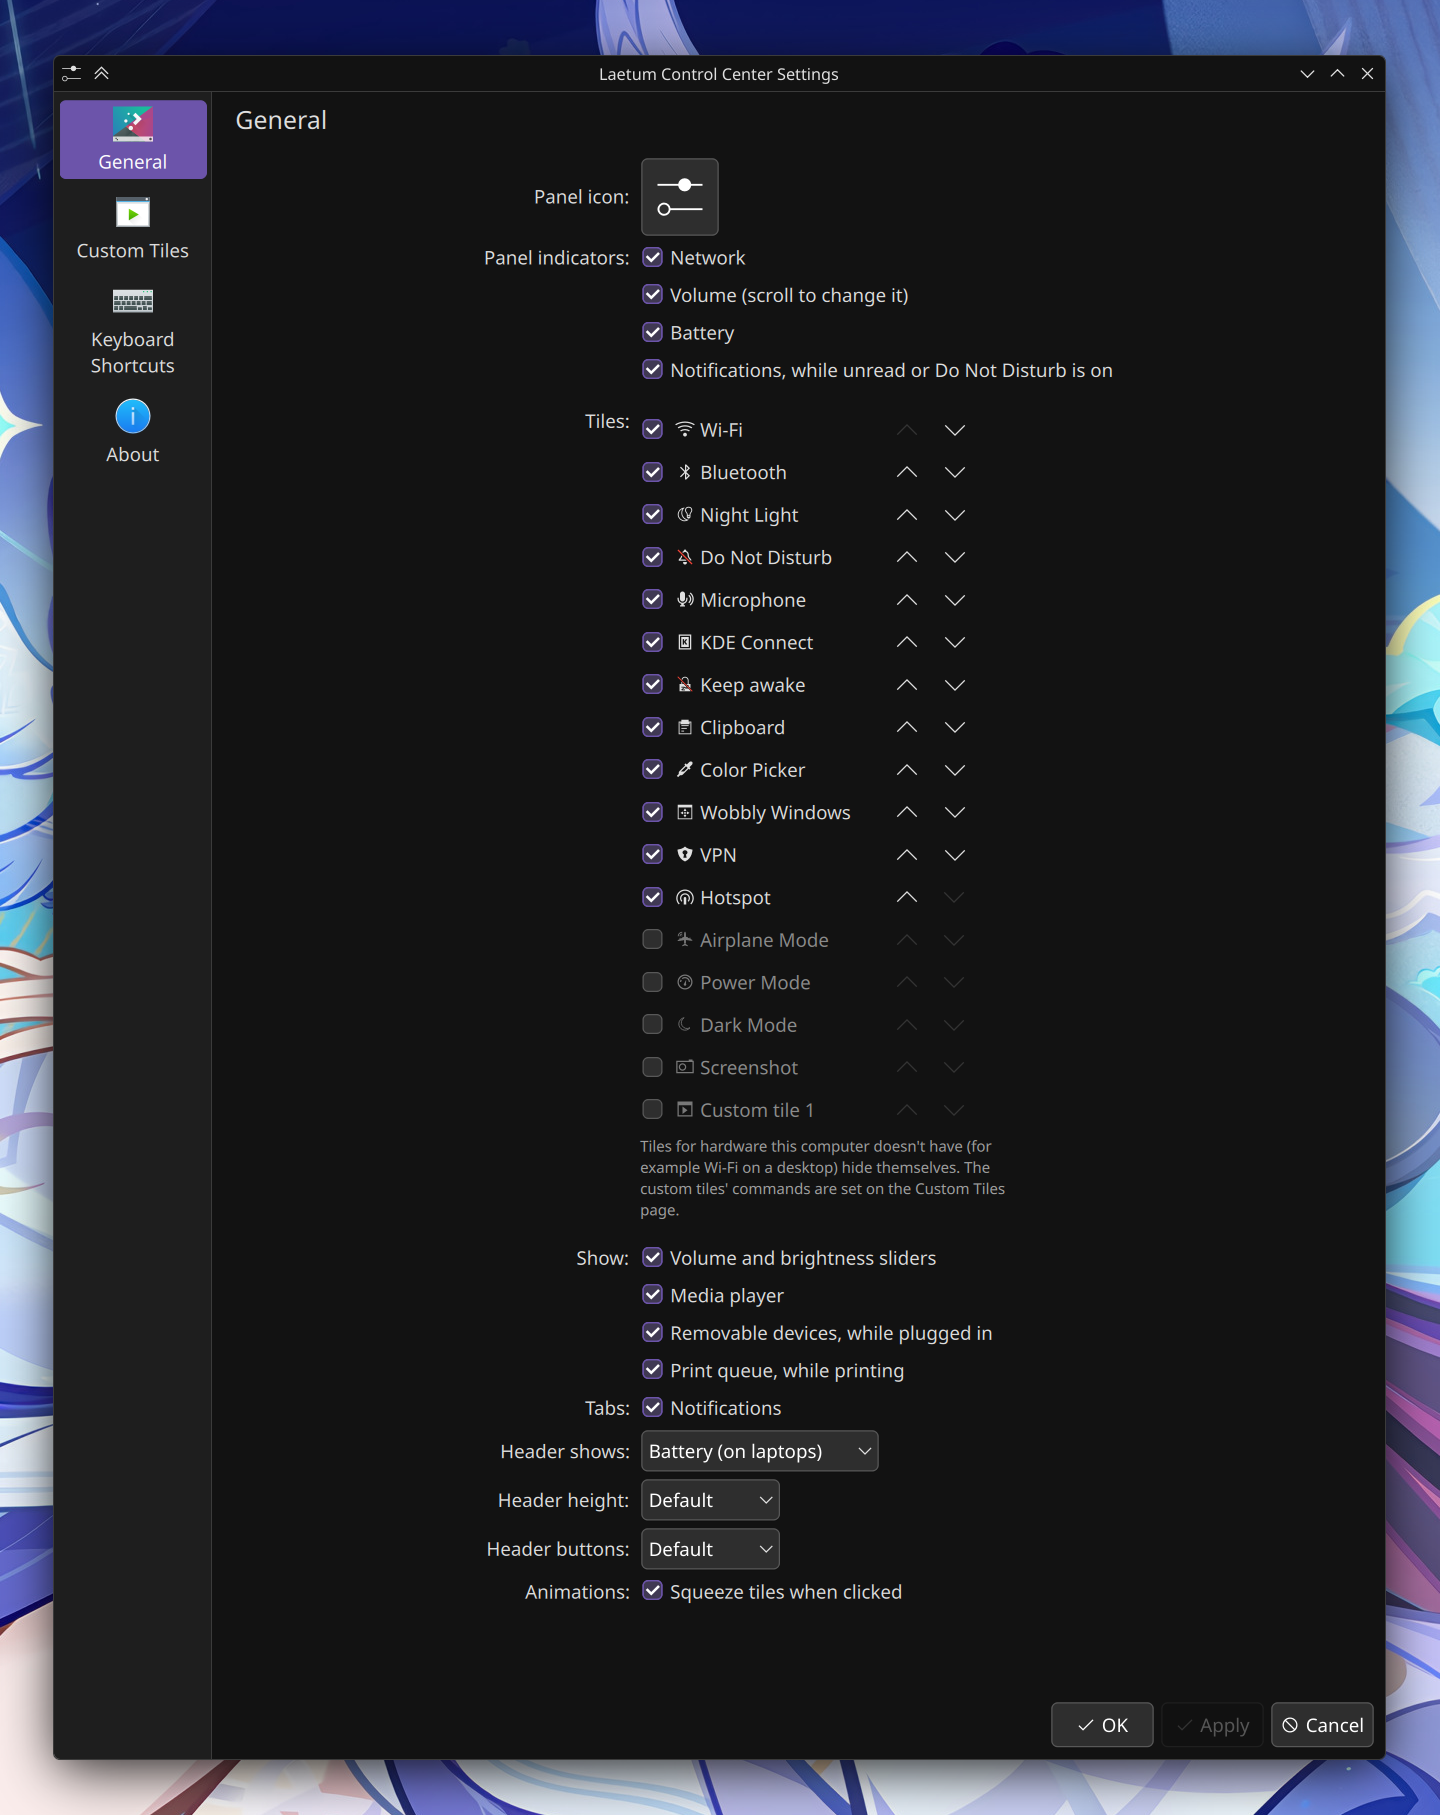 Laetum Control Center Settings
General
Custom Tiles
Keyboard
Shortcuts
About
General
Panel icon:
Panel indicators: Network
Volume (scroll to change it)
Battery
Notifications, while unread or Do Not Disturb is on
Tiles: Wi-Fi
Bluetooth
Night Light
Do Not Disturb
Microphone
KDE Connect
Keep awake
Clipboard
Color Picker
Wobbly Windows
VPN
Hotspot
Airplane Mode
Power Mode
Dark Mode
Screenshot
Custom tile 1
Tiles for hardware this computer doesn't have (for
example Wi-Fi on a desktop) hide themselves. The
custom tiles' commands are set on the Custom Tiles
page.
Show: Volume and brightness sliders
Media player
Removable devices, while plugged in
Print queue, while printing
Tabs: Notifications
Header shows: Battery (on laptops)
Header height: Default
Header buttons: Default
Animations: Squeeze tiles when clicked
OK Apply Cancel